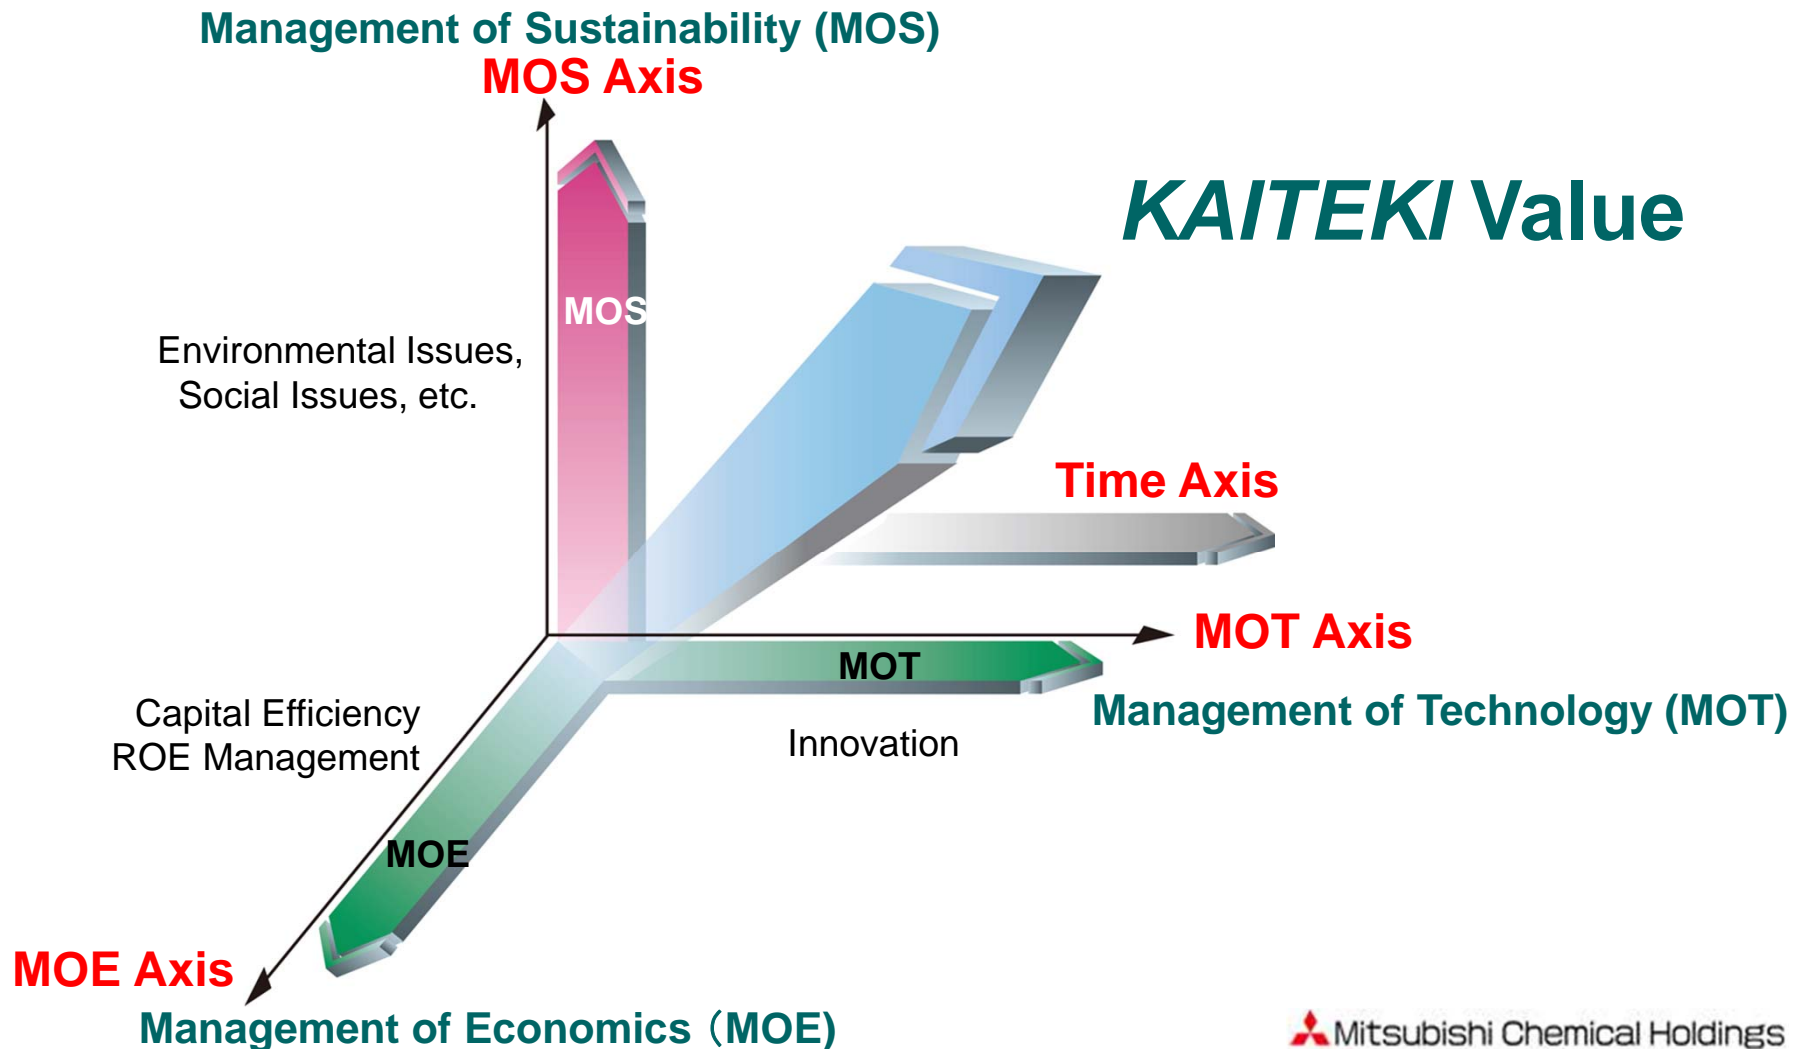 Management of Sustainability (MOS)
MOS Axis
KAITEKI Value
MOS
Environmental Issues,
Social Issues, etc.
Time Axis
MOT Axis
MOT
Management of Technology (MOT)
Capital Efficiency
ROE Management
Innovation
MOE
MOE Axis
Management of Economics（MOE)
Mitsubishi Chemical Holdings